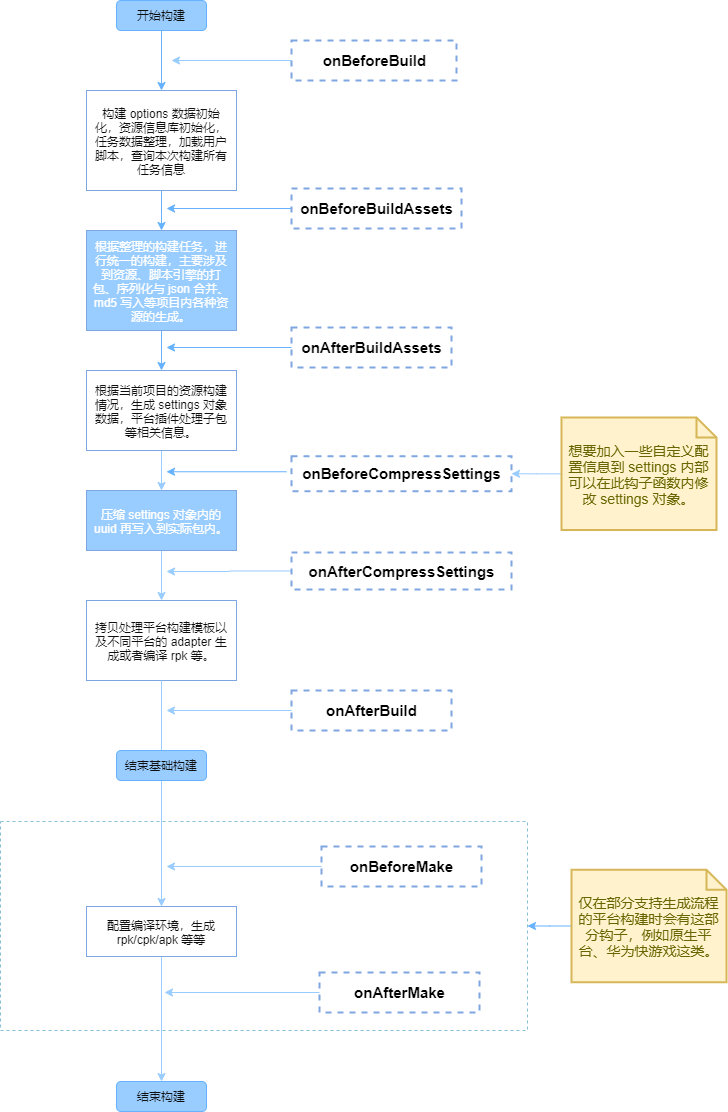 开始构建
onBeforeBuild
构建 options 数据初始
化，资源信息库初始化，
任务数据整理，加载用户
脚本，查询本次构建所有
任务信息
onBeforeBuildAssets
根据整理的构建任务，进
行统一的构建，主要涉及
到资源、脚本引擎的打
包、序列化与 json 合并、
md5 写入等项目内各种资
源的生成。
onAfterBuildAssets
根据当前项目的资源构建
情况，生成 settings 对象
数据，平台插件处理子包
等相关信息。
onBeforeCompressSettings
想要加入一些自定义配
置信息到 settings 内部
可以在此钩子函数内修
改 settings 对象。
压缩 settings 对象内的
uuid 再写入到实际包内。
onAfterCompressSettings
拷贝处理平台构建模板以
及不同平台的 adapter 生
成或者编译 rpk 等。
onAfterBuild
结束基础构建
onBeforeMake
配置编译环境，生成
rpk/cpk/apk 等等
仅在部分支持生成流程
的平台构建时会有这部
分钩子，例如原生平
台、华为快游戏这类。
onAfterMake
结束构建